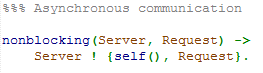 %%% Asynchronous communication
nonblocking(Server, Request) ->
    Server ! {self(), Request}.